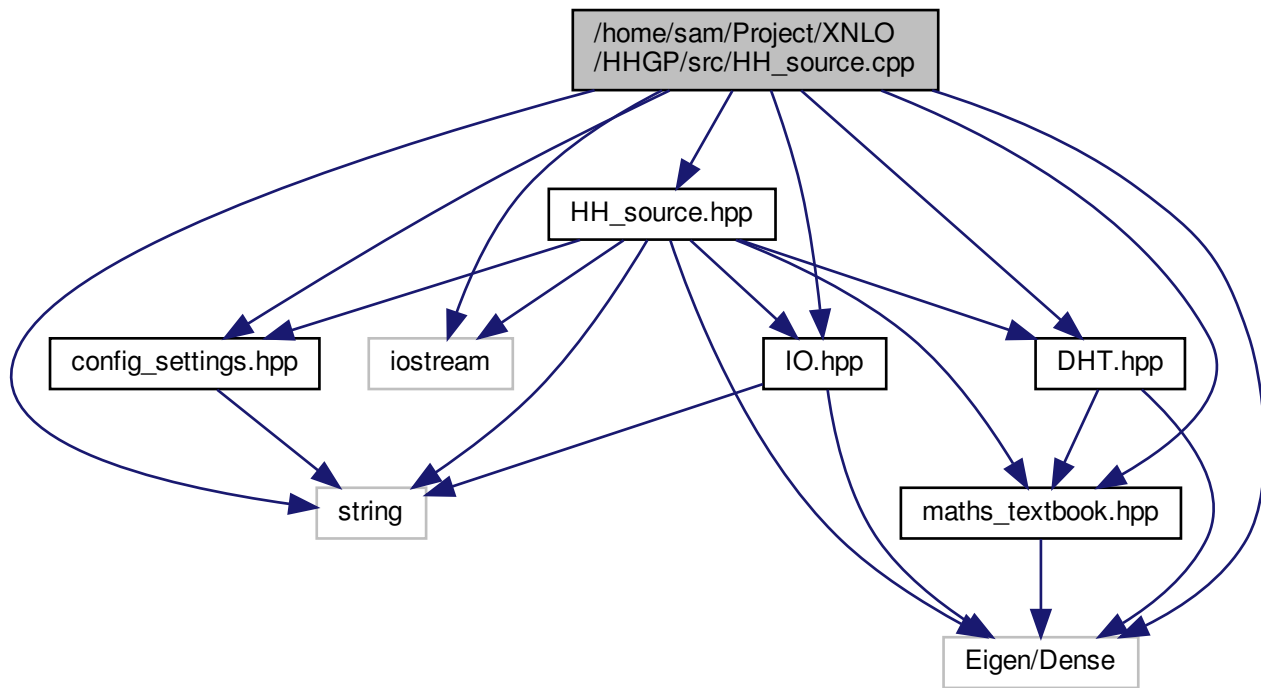 /home/sam/Project/XNLO
/HHGP/src/HH_source.cpp
HH_source.hpp
config_settings.hpp
iostream
IO.hpp
DHT.hpp
string
maths_textbook.hpp
Eigen/Dense